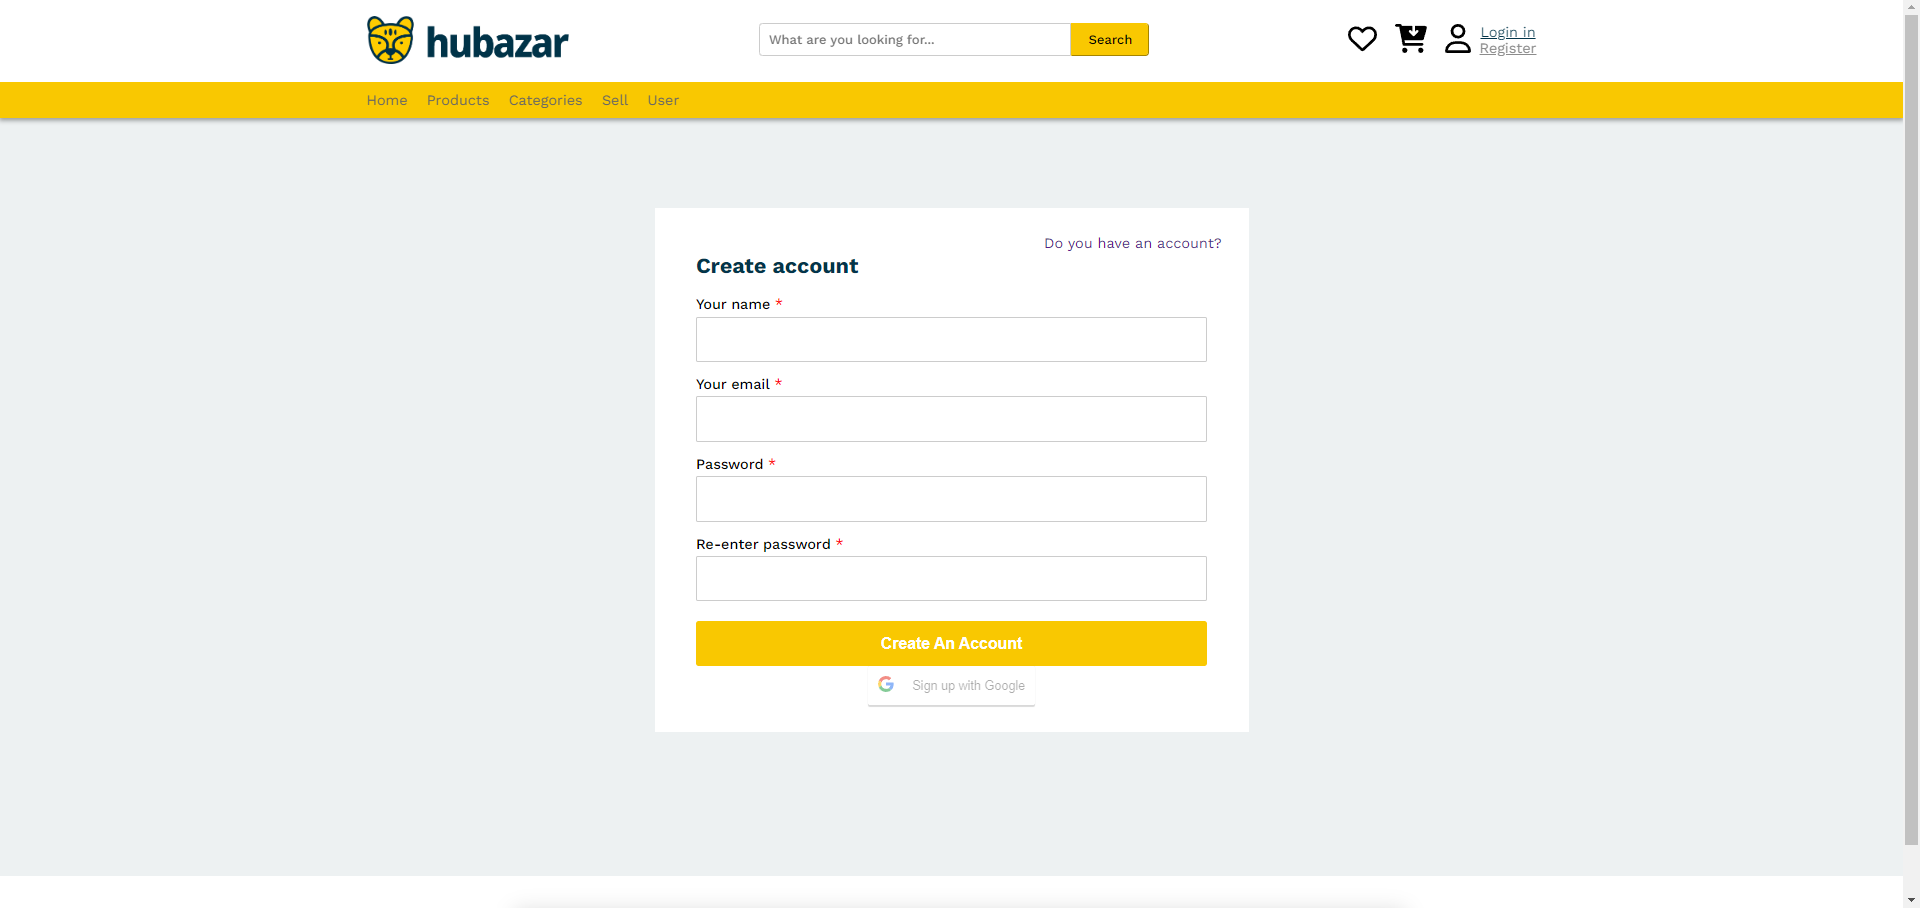 hubazar
What are you looking for...
Search
Login in
Register
Home Products Categories Sell User
Do you have an account?
Create account
Your name *
Your email *
Password *
Re-enter password *
Create An Account
Sign up with Google